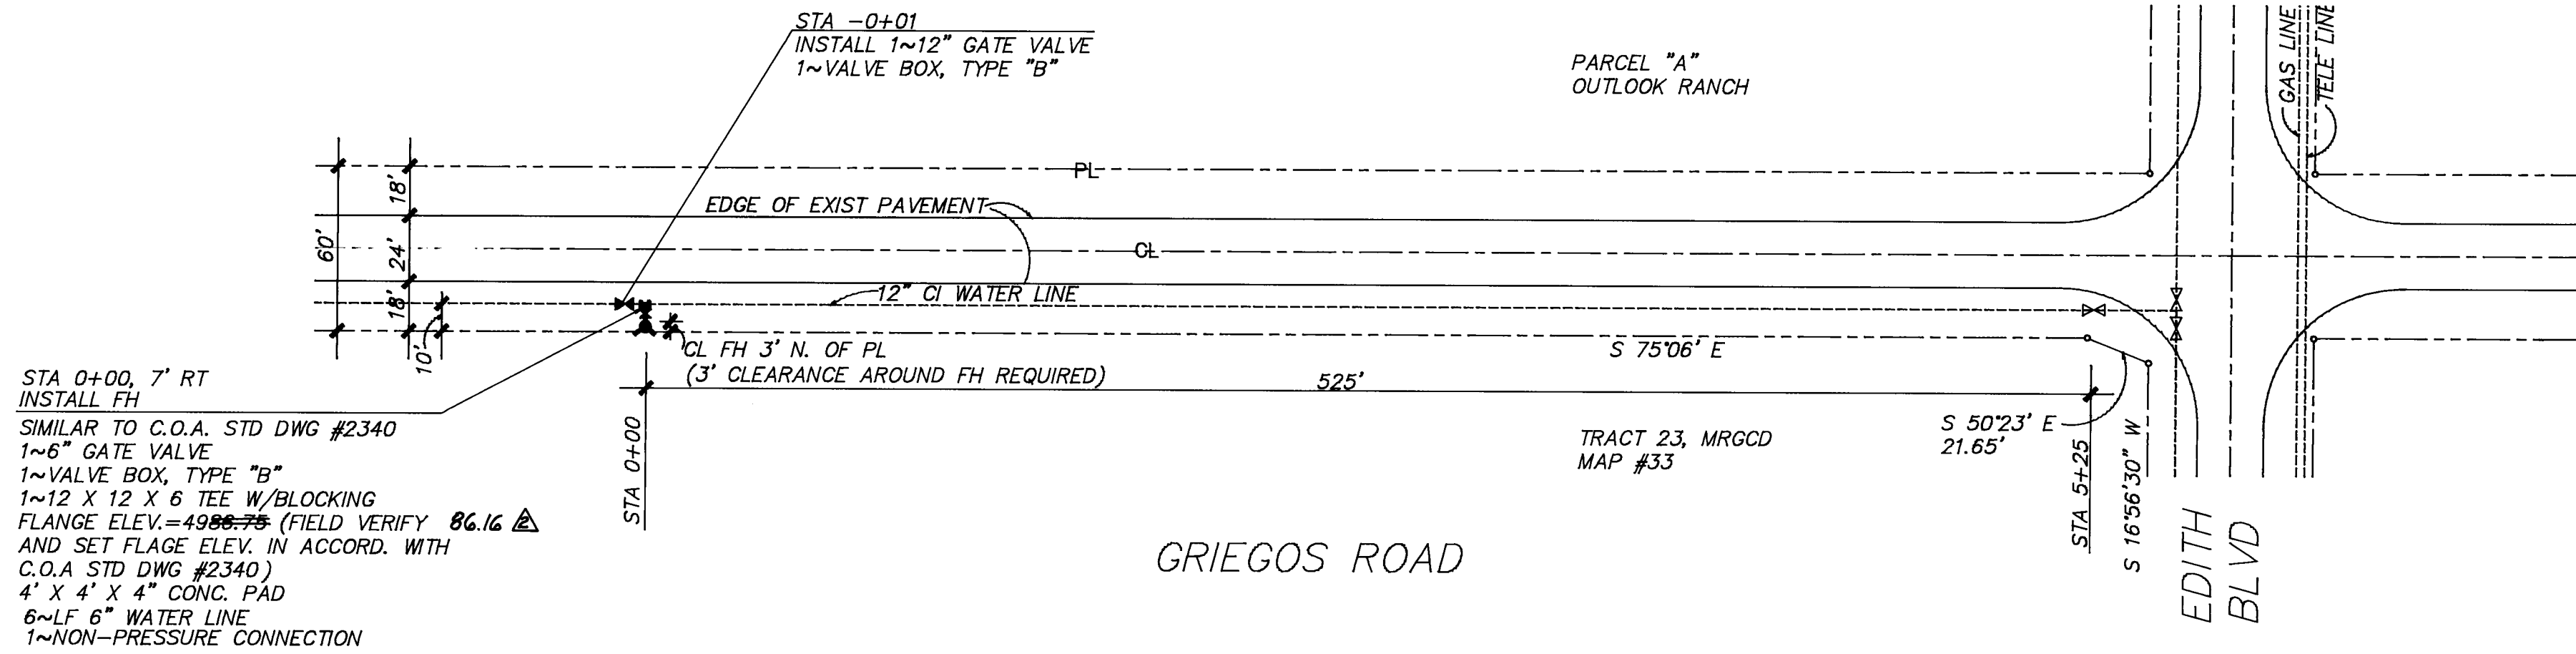 STA -0+01
INSTALL 1~12" GATE VALVE
1~VALVE BOX, TYPE "B"
PARCEL "A"
OUTLOOK RANCH
GAS LINE
TELE LINE
PL
18'
EDGE OF EXIST PAVEMENT
60'
24'
CL
18'
12" CI WATER LINE
10'
CL FH 3' N. OF PL
(3' CLEARANCE AROUND FH REQUIRED)
S 75°06' E
525'
STA 0+00, 7' RT
INSTALL FH
SIMILAR TO C.O.A. STD DWG #2340
1~6" GATE VALVE
1~VALVE BOX, TYPE "B"
1~12 X 12 X 6 TEE W/BLOCKING
FLANGE ELEV.=4986.75 (FIELD VERIFY 86.16 2
AND SET FLAGE ELEV. IN ACCORD. WITH
C.O.A STD DWG #2340)
4' X 4' X 4" CONC. PAD
6~LF 6" WATER LINE
1~NON-PRESSURE CONNECTION
STA 0+00
TRACT 23, MRGCD
MAP #33
S 50°23' E
21.65'
STA 5+25
S 16°56'30" W
GRIEGOS ROAD
EDITH
BLVD